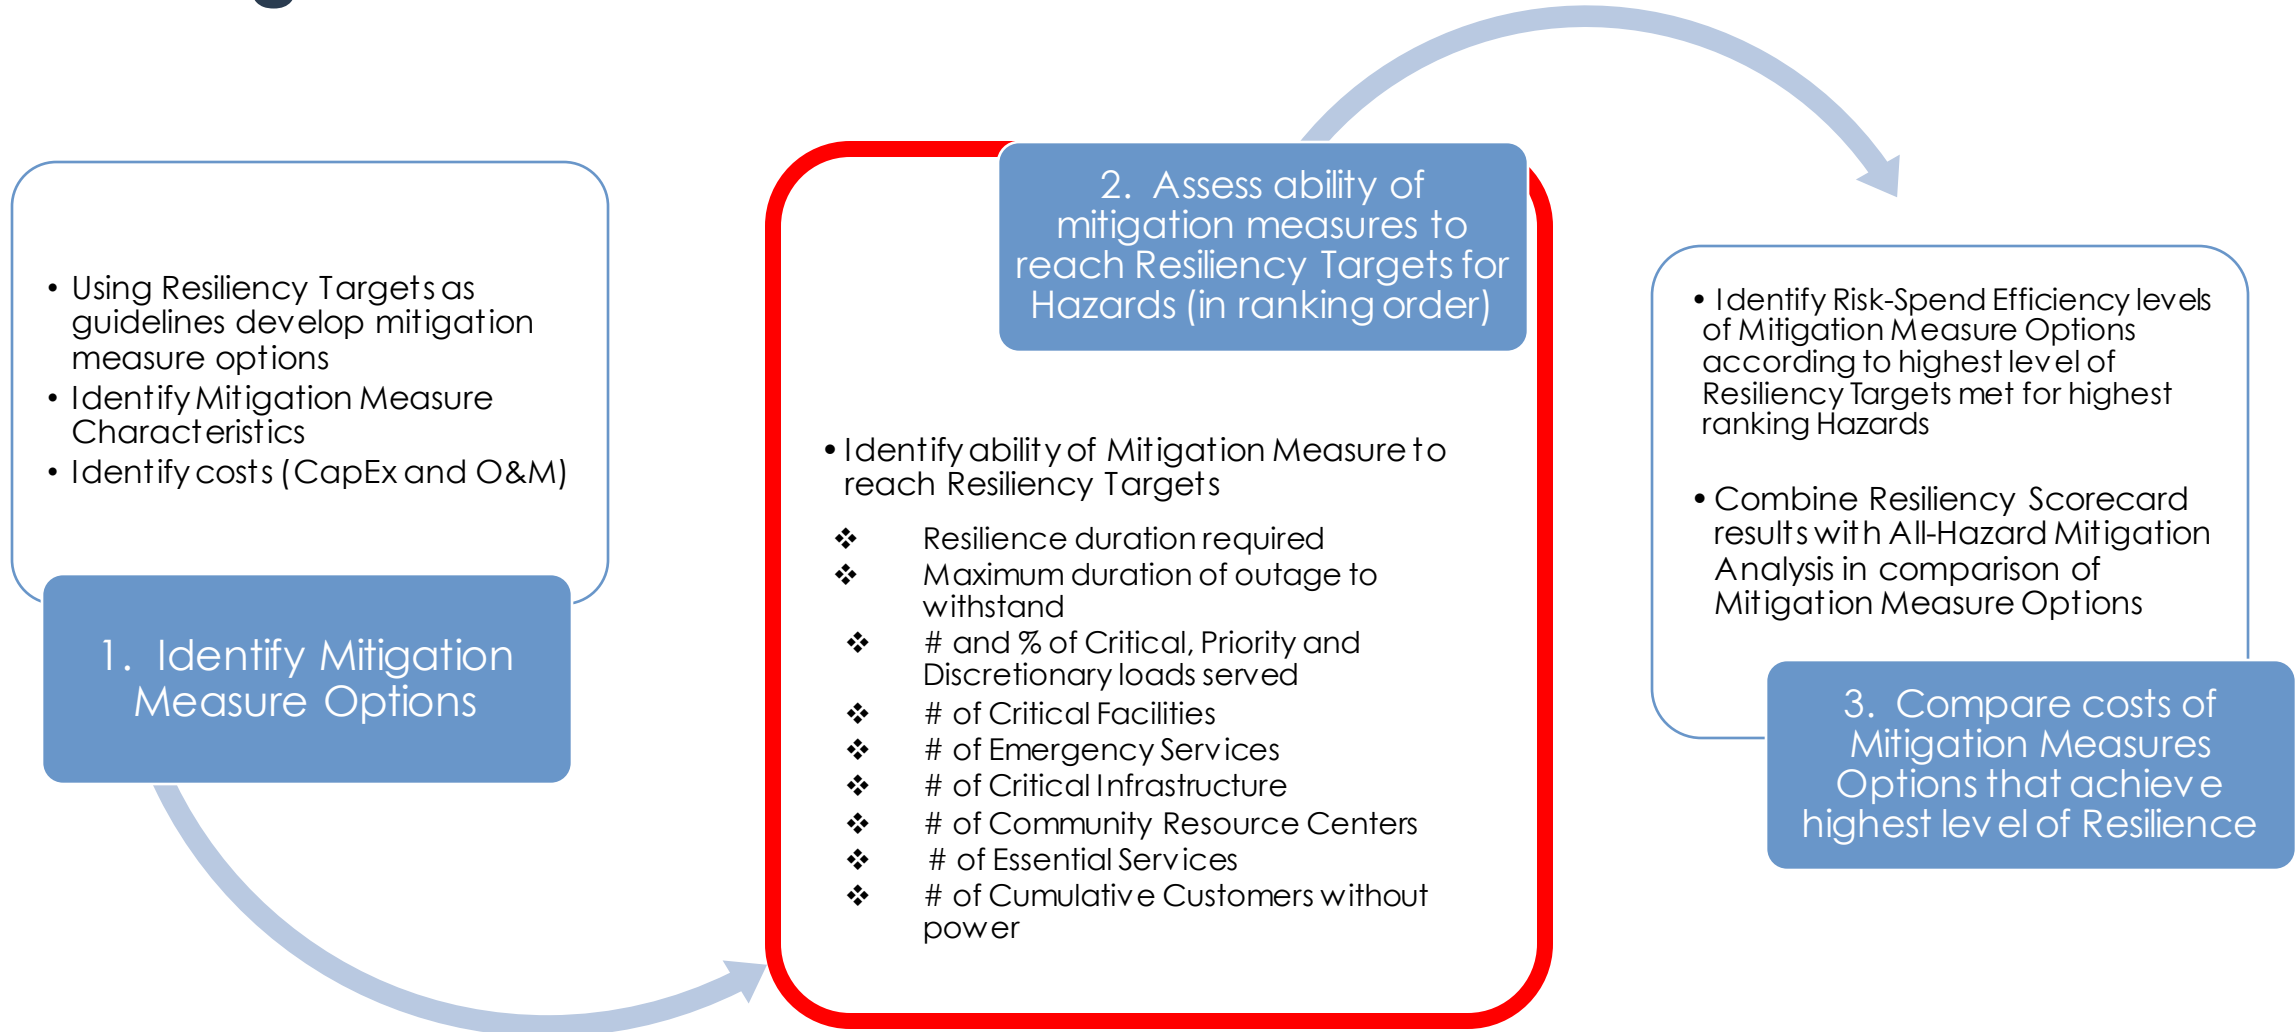 • Using Resiliency Targets as
guidelines develop mitigation
measure options
• Identify Mitigation Measure
Characteristics
• Identify costs (CapEx and O&M)
1. Identify Mitigation
Measure Options
2. Assess ability of
mitigation measures to
reach Resiliency Targets for
Hazards (in ranking order)
• Identify ability of Mitigation Measure to
reach Resiliency Targets
❖ Resilience duration required
❖ Maximum duration of outage to
withstand
❖ # and % of Critical, Priority and
Discretionary loads served
❖ # of Critical Facilities
❖ # of Emergency Services
❖ # of Critical Infrastructure
❖ # of Community Resource Centers
❖ # of Essential Services
❖ # of Cumulative Customers without
power
• Identify Risk-Spend Efficiency levels
of Mitigation Measure Options
according to highest level of
Resiliency Targets met for highest
ranking Hazards
• Combine Resiliency Scorecard
results with All-Hazard Mitigation
Analysis in comparison of
Mitigation Measure Options
3. Compare costs of
Mitigation Measures
Options that achieve
highest level of Resilience